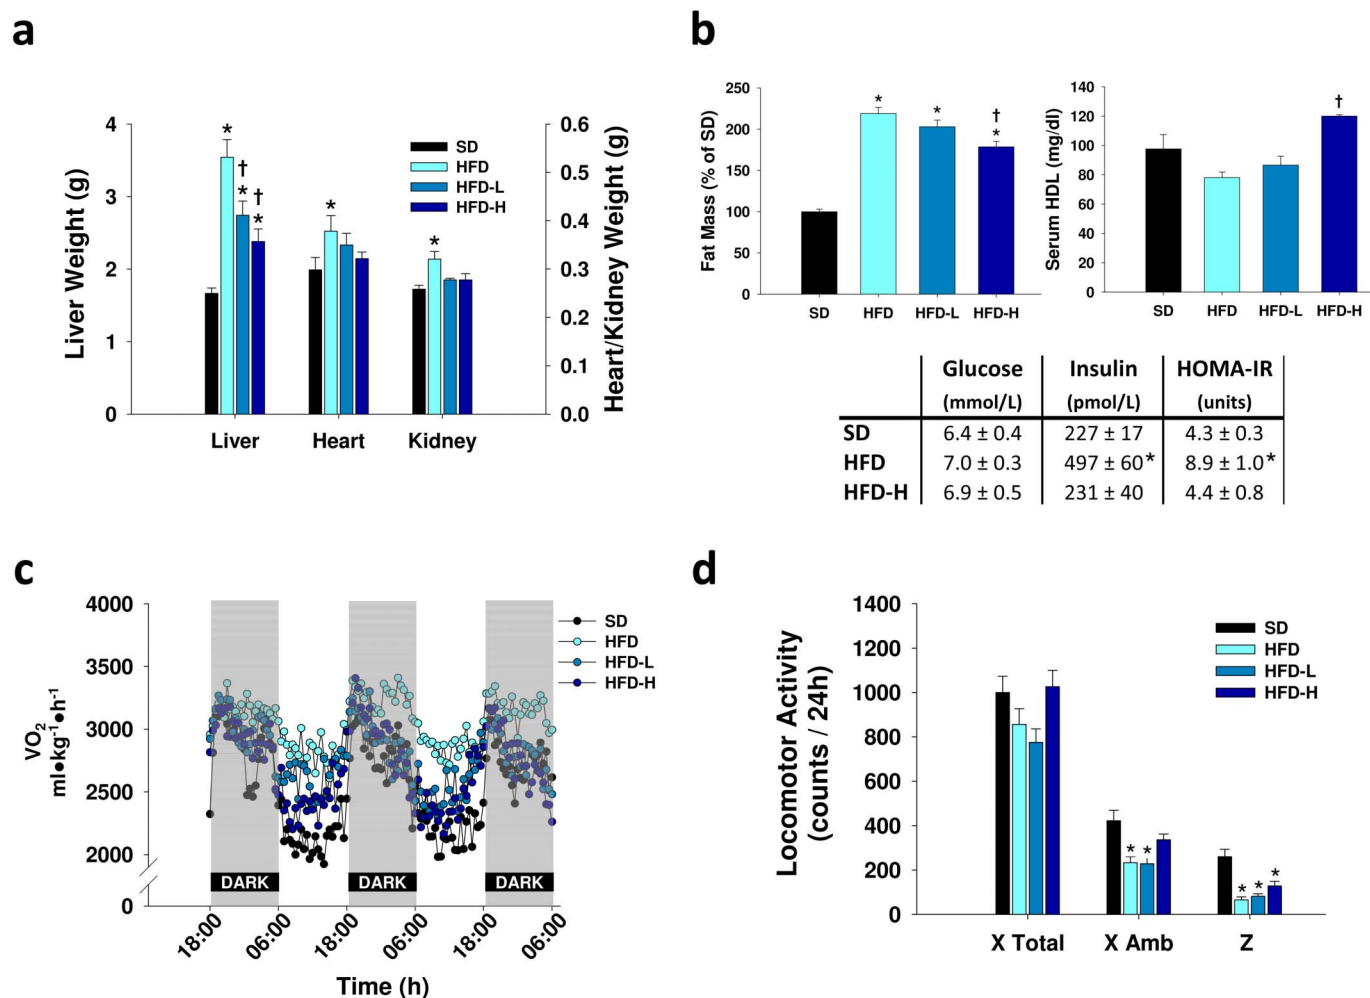 a
Liver Weight (g)
4
3
2
1
0
Heart/Kidney Weight (g)
0.6
0.5
0.4
0.3
0.2
0.1
0.0
SD
HFD
HFD-L
HFD-H
*
†
*
†
*
*
*
Liver Heart Kidney
b
Fat Mass (% of SD)
250
200
150
100
50
0
*
*
†
*
SD HFD HFD-L HFD-H
Serum HDL (mg/dl)
140
120
100
80
60
40
20
0
†
SD HFD HFD-L HFD-H
Glucose Insulin HOMA-IR
(mmol/L) (pmol/L) (units)
SD 6.4 ± 0.4 227 ± 17 4.3 ± 0.3
HFD 7.0 ± 0.3 497 ± 60* 8.9 ± 1.0*
HFD-H 6.9 ± 0.5 231 ± 40 4.4 ± 0.8
c
VO₂
ml•kg⁻¹•h⁻¹
4000
3500
3000
2500
2000
0
SD
HFD
HFD-L
HFD-H
DARK DARK DARK
18:00 06:00 18:00 06:00 18:00 06:00
Time (h)
d
Locomotor Activity
(counts / 24h)
1400
1200
1000
800
600
400
200
0
SD
HFD
HFD-L
HFD-H
* *
* * *
X Total X Amb Z